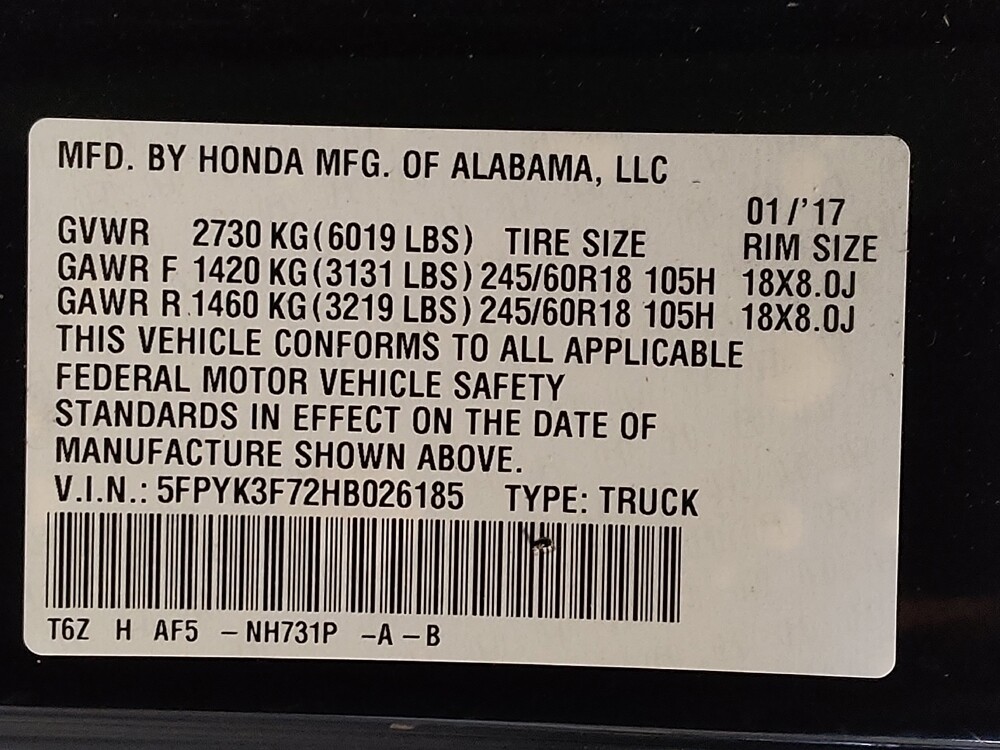 MFD. BY HONDA MFG. OF ALABAMA, LLC
01/'17
GVWR 2730 KG(6019 LBS) TIRE SIZE RIM SIZE
GAWR F 1420 KG(3131 LBS) 245/60R18 105H 18X8.0J
GAWR R 1460 KG(3219 LBS) 245/60R18 105H 18X8.0J
THIS VEHICLE CONFORMS TO ALL APPLICABLE
FEDERAL MOTOR VEHICLE SAFETY
STANDARDS IN EFFECT ON THE DATE OF
MANUFACTURE SHOWN ABOVE.
V.I.N.: 5FPYK3F72HB026185 TYPE: TRUCK
T6Z H AF5 -NH731P -A-B